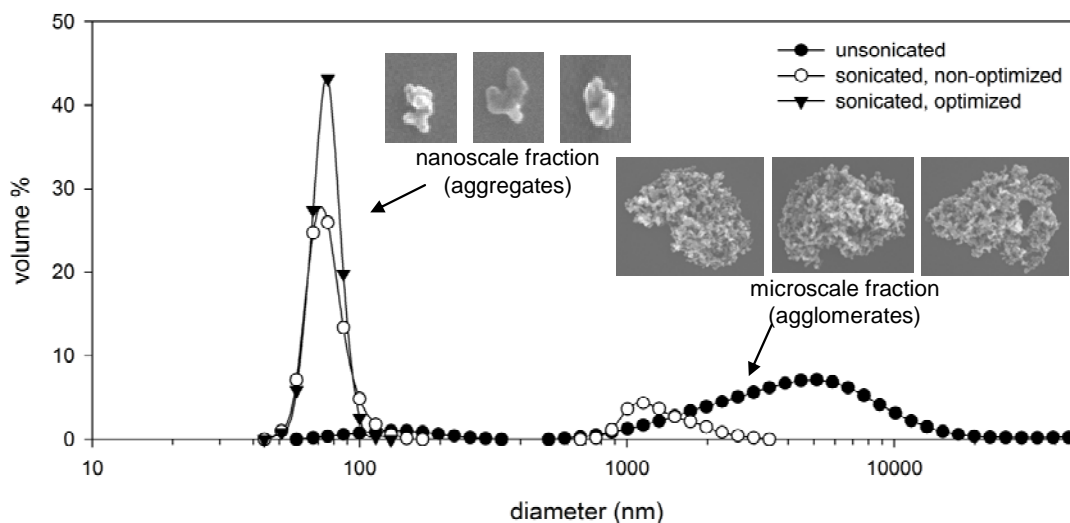 50
40
30
20
10
0
volume %
10
100
1000
10000
diameter (nm)
unsonicated
sonicated, non-optimized
sonicated, optimized
nanoscale fraction
(aggregates)
microscale fraction
(agglomerates)